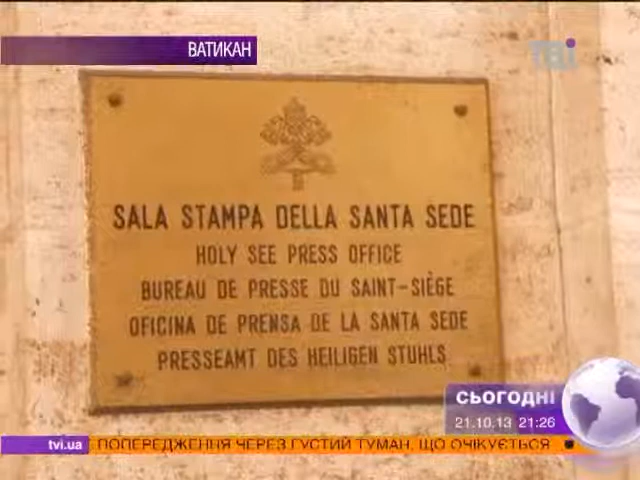 ВАТИКАН
TBi
SALA STAMPA DELLA SANTA SEDE
HOLY SEE PRESS OFFICE
BUREAU DE PRESSE DU SAINT-SIÈGE
OFICINA DE PRENSA DE LA SANTA SEDE
PRESSEAMT DES HEILIGEN STUHLS
СЬОГОДНІ
21.10.13 21:26
tvi.ua
ПОПЕРЕДЖЕННЯ ЧЕРЕЗ ГУСТИЙ ТУМАН, ЩО ОЧІКУЄТЬСЯ